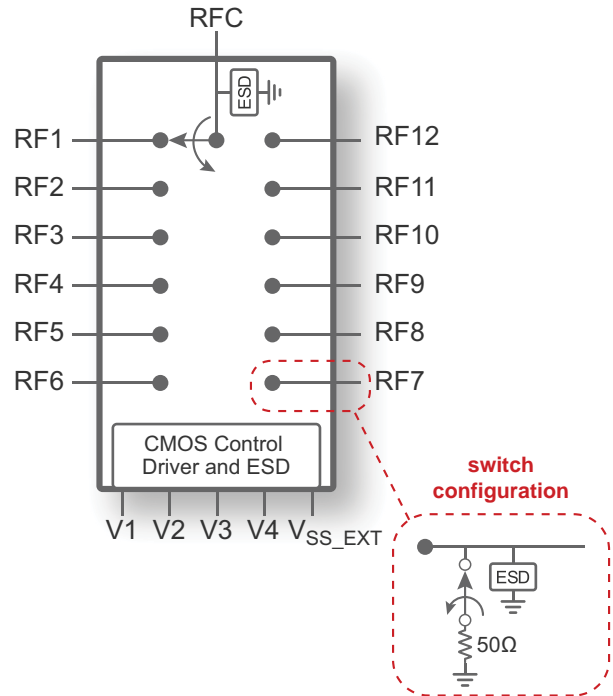 RFC
ESD
RF1
RF12
RF2
RF11
RF3
RF10
RF4
RF9
RF5
RF8
RF6
RF7
CMOS Control
Driver and ESD
V1 V2 V3 V4 VSS_EXT
switch
configuration
ESD
50Ω